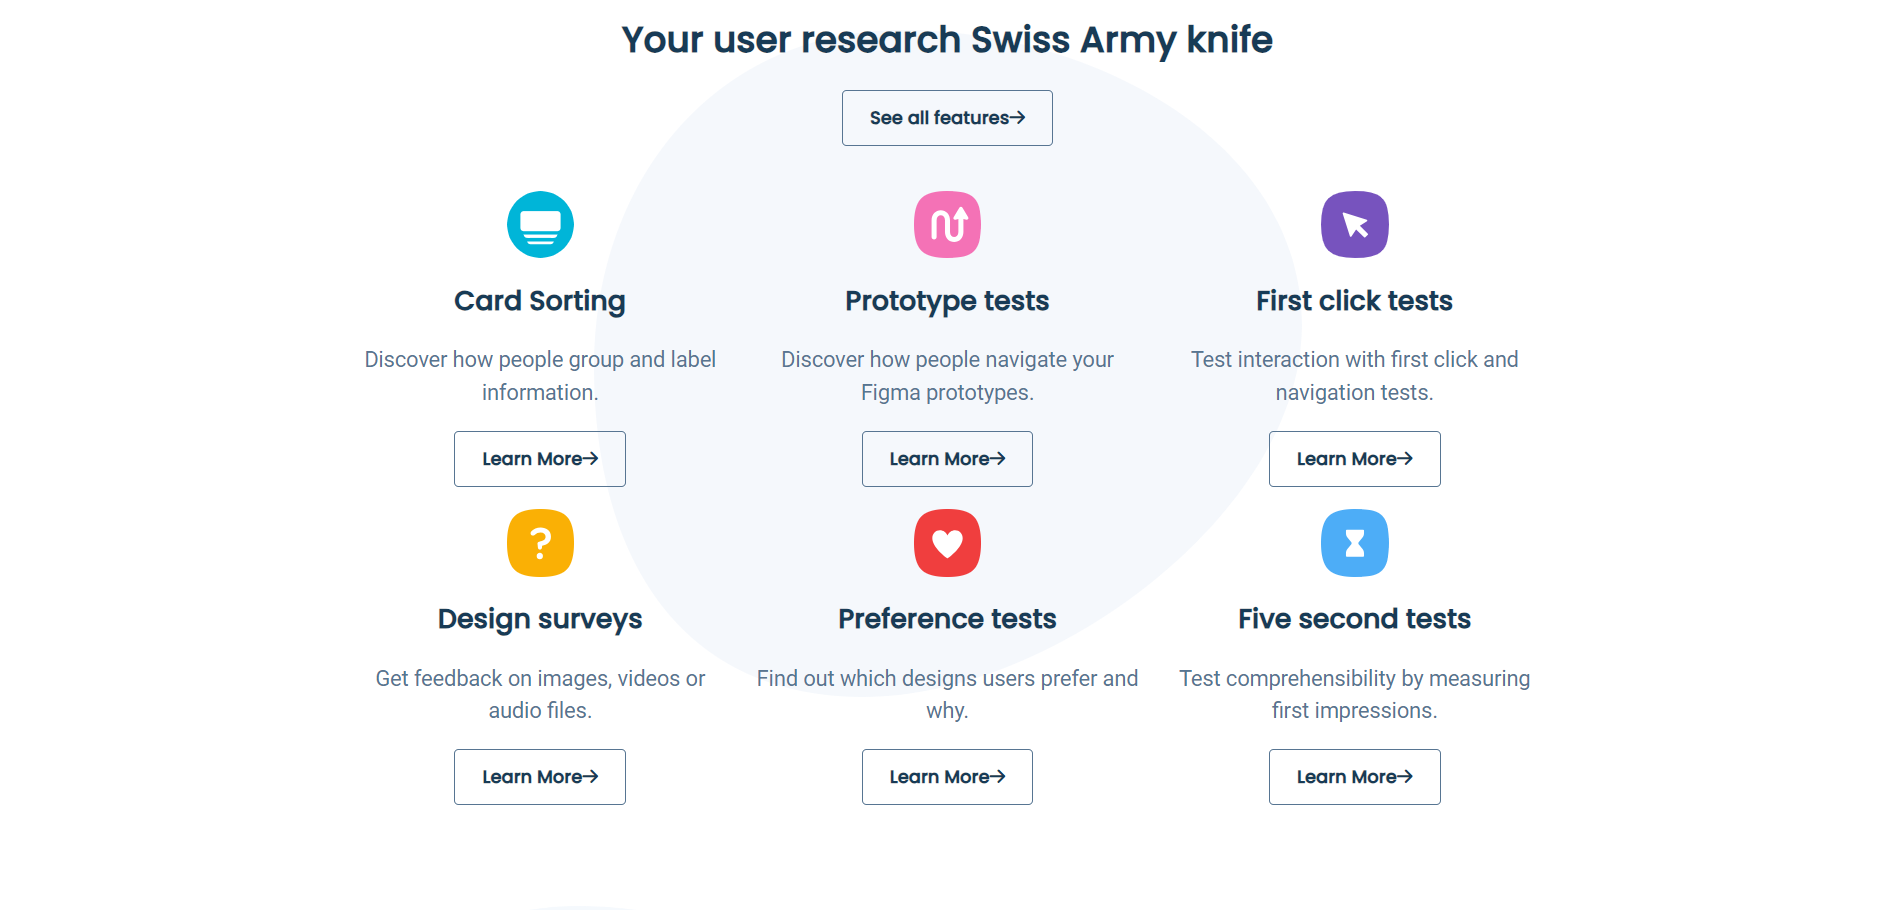 Your user research Swiss Army knife
See all features→
Card Sorting
Discover how people group and label
information.
Learn More→
Prototype tests
Discover how people navigate your
Figma prototypes.
Learn More→
First click tests
Test interaction with first click and
navigation tests.
Learn More→
Design surveys
Get feedback on images, videos or
audio files.
Learn More→
Preference tests
Find out which designs users prefer and
why.
Learn More→
Five second tests
Test comprehensibility by measuring
first impressions.
Learn More→